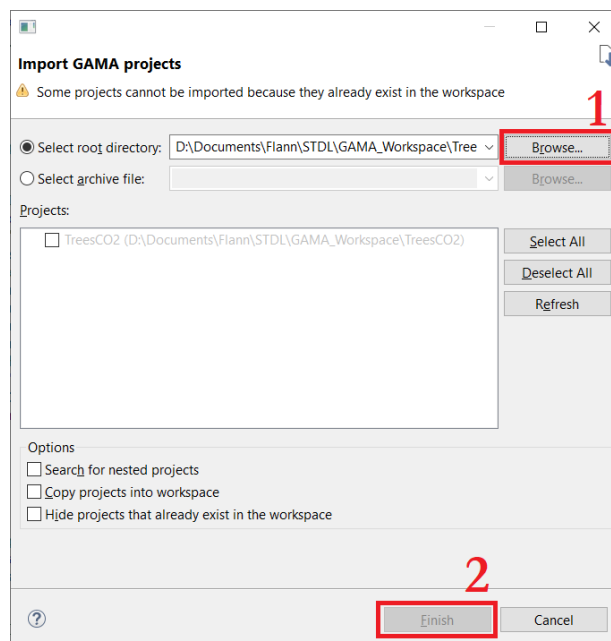 Import GAMA projects
Some projects cannot be imported because they already exist in the workspace
1
Select root directory:
D:\Documents\Flann\STDL\GAMA_Workspace\Tree
Browse...
Select archive file:
Browse...
Projects:
TreesCO2 (D:\Documents\Flann\STDL\GAMA_Workspace\TreesCO2)
Select All
Deselect All
Refresh
Options
Search for nested projects
Copy projects into workspace
Hide projects that already exist in the workspace
2
?
Finish
Cancel